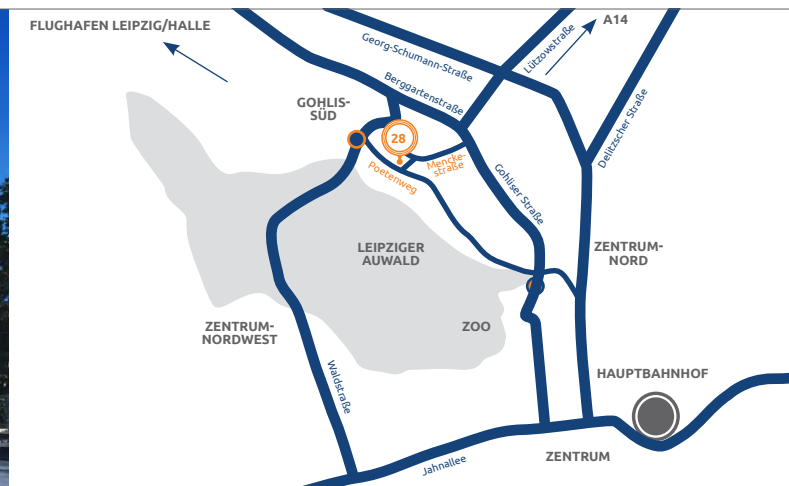 FLUGHAFEN LEIPZIG/HALLE
A14
Georg-Schumann-Straße
Lützowstraße
Berggartenstraße
Delitzscher Straße
GOHLIS-
SÜD
28
Mencke-
straße
Poetenweg
Gohliser Straße
LEIPZIGER
AUWALD
ZENTRUM-
NORD
ZENTRUM-
NORDWEST
ZOO
Waldstraße
HAUPTBAHNHOF
Jahnallee
ZENTRUM